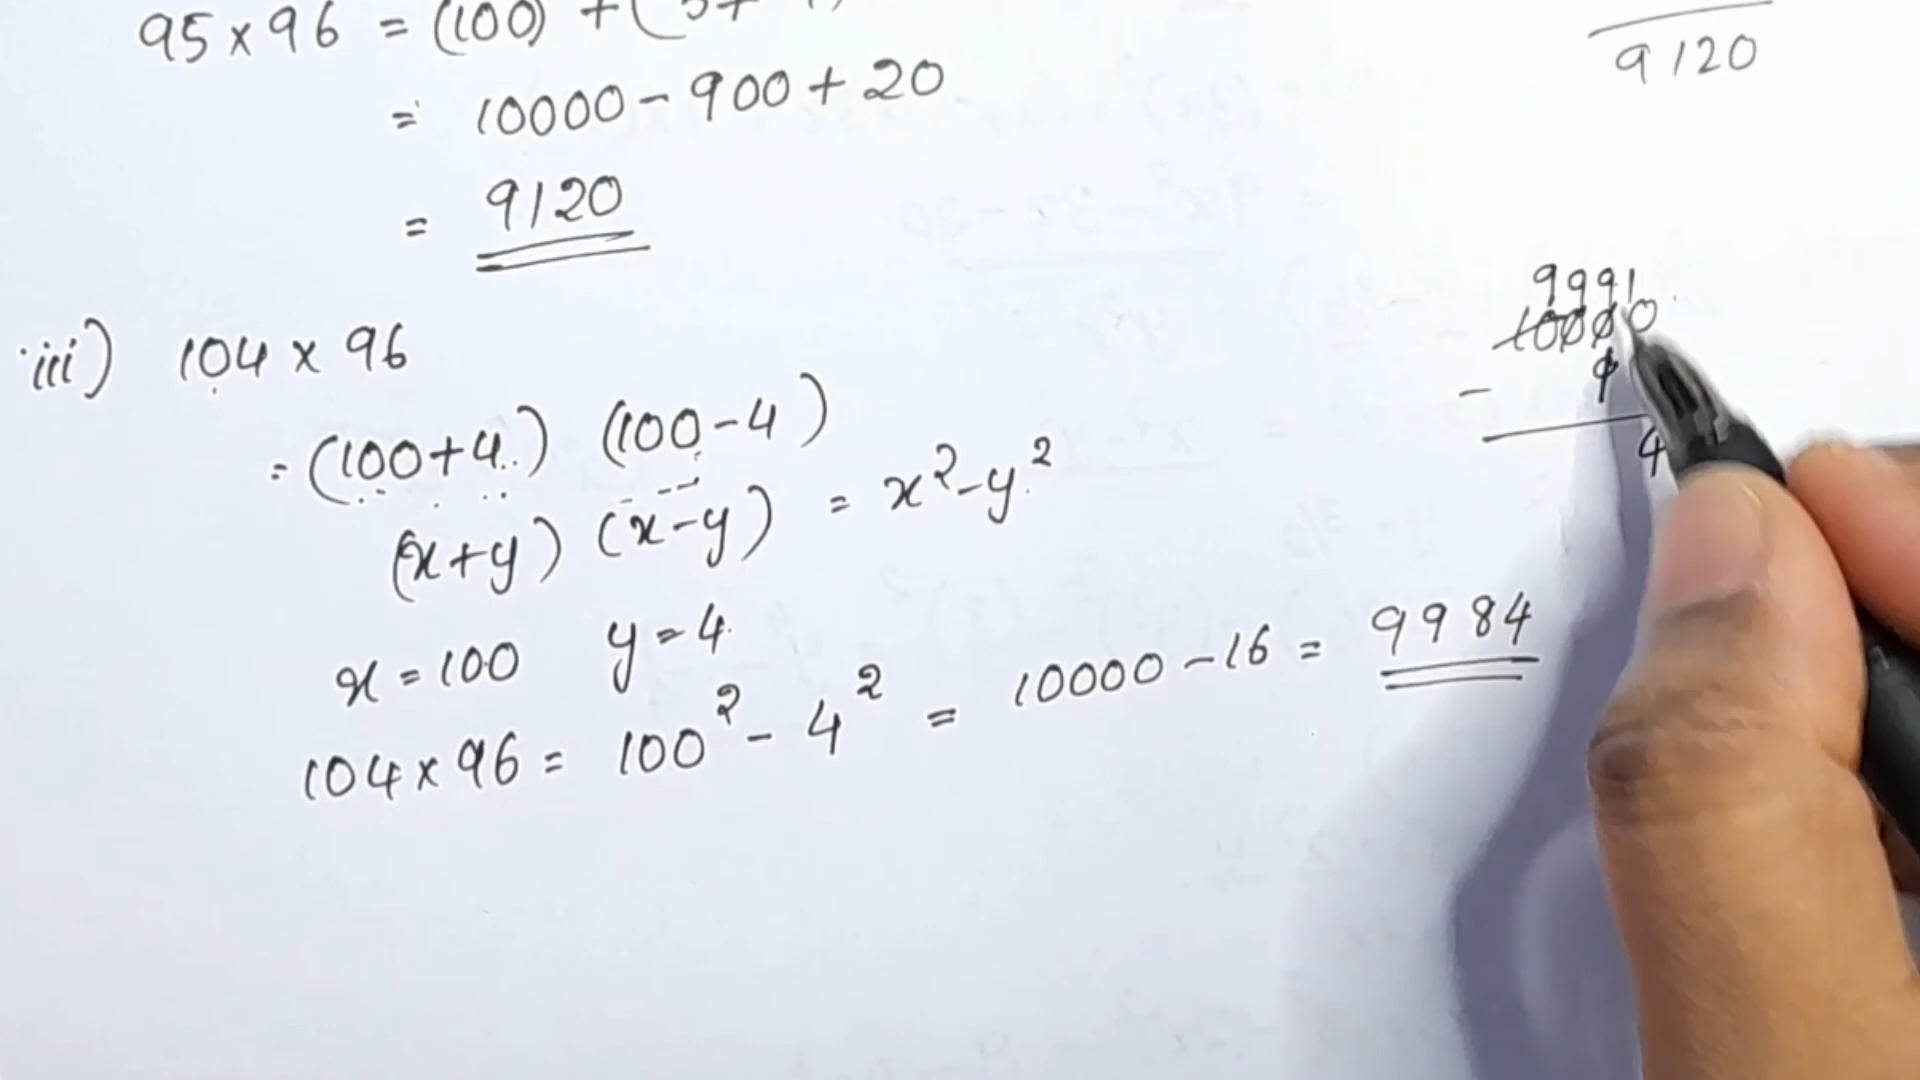 95 × 96 = (100) + (
= 10000 - 900 + 20
= 9120
9120
iii) 104 × 96
= (100+4) (100-4)
(x+y) (x-y) = x²-y²
x = 100 y = 4
104 × 96 = 100² - 4² = 10000 - 16 = 9984
9991
10000
-
4